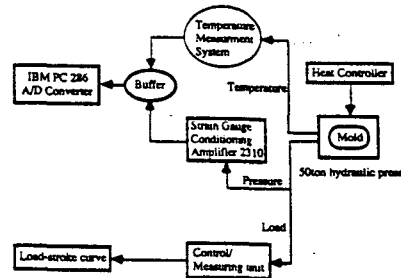 Temperature
Measurment
System
IBM PC 286
A/D Converter
Buffer
Heat Controller
Temperature
Strain Gauge
Conditioning
Amplifier 2310
Mold
50ton hydraulic press
Pressure
Load
Load-stroke curve
Control/
Measuring unit